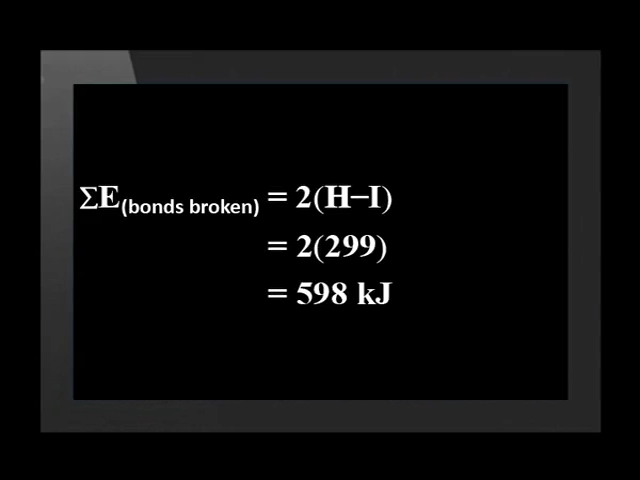 ΣE(bonds broken) = 2(H−I)
= 2(299)
= 598 kJ